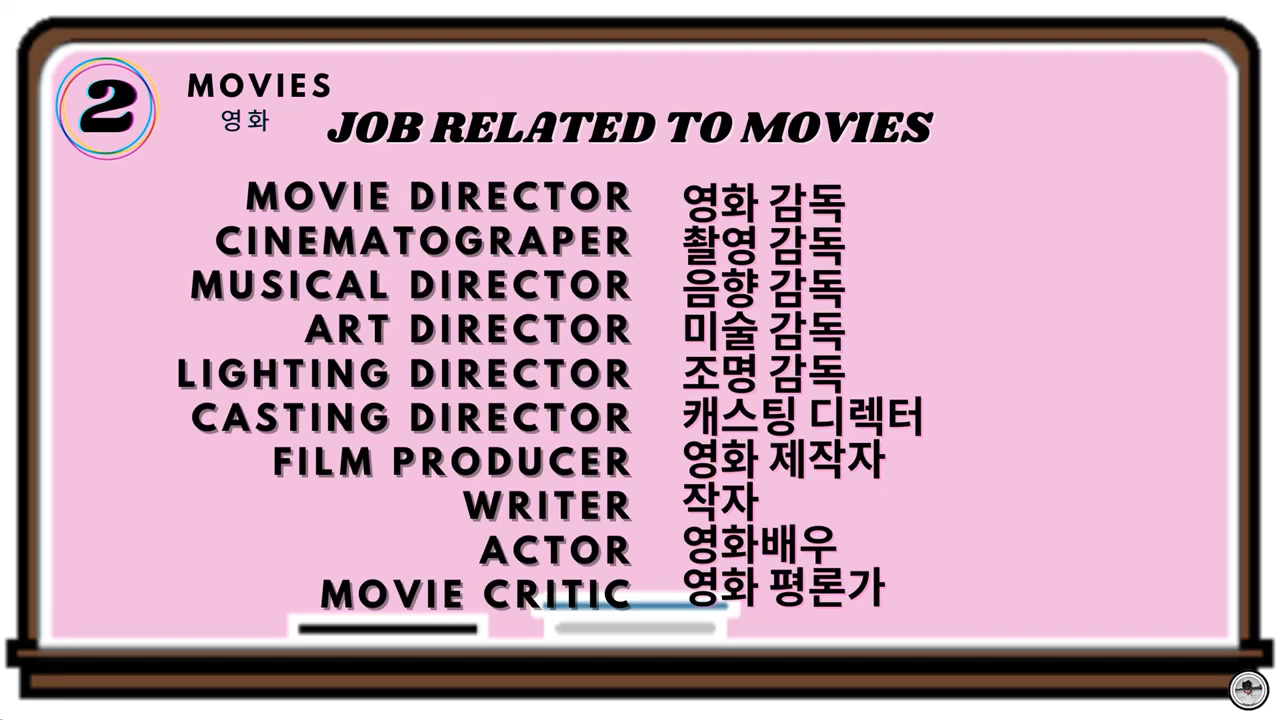 2
MOVIES
영화
JOB RELATED TO MOVIES
MOVIE DIRECTOR 영화 감독
CINEMATOGRAPER 촬영 감독
MUSICAL DIRECTOR 음향 감독
ART DIRECTOR 미술 감독
LIGHTING DIRECTOR 조명 감독
CASTING DIRECTOR 캐스팅 디렉터
FILM PRODUCER 영화 제작자
WRITER 작자
ACTOR 영화배우
MOVIE CRITIC 영화 평론가